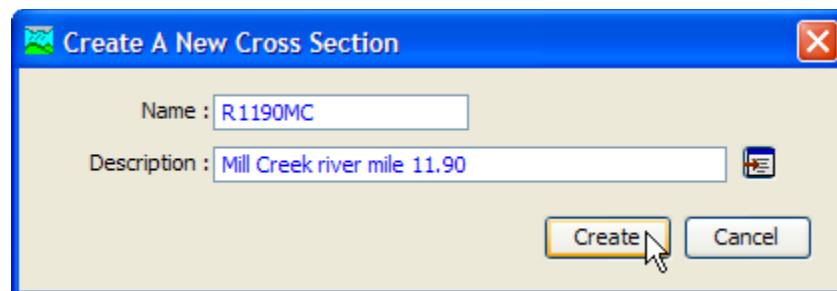 Create A New Cross Section
Name : R1190MC
Description : Mill Creek river mile 11.90
Create Cancel